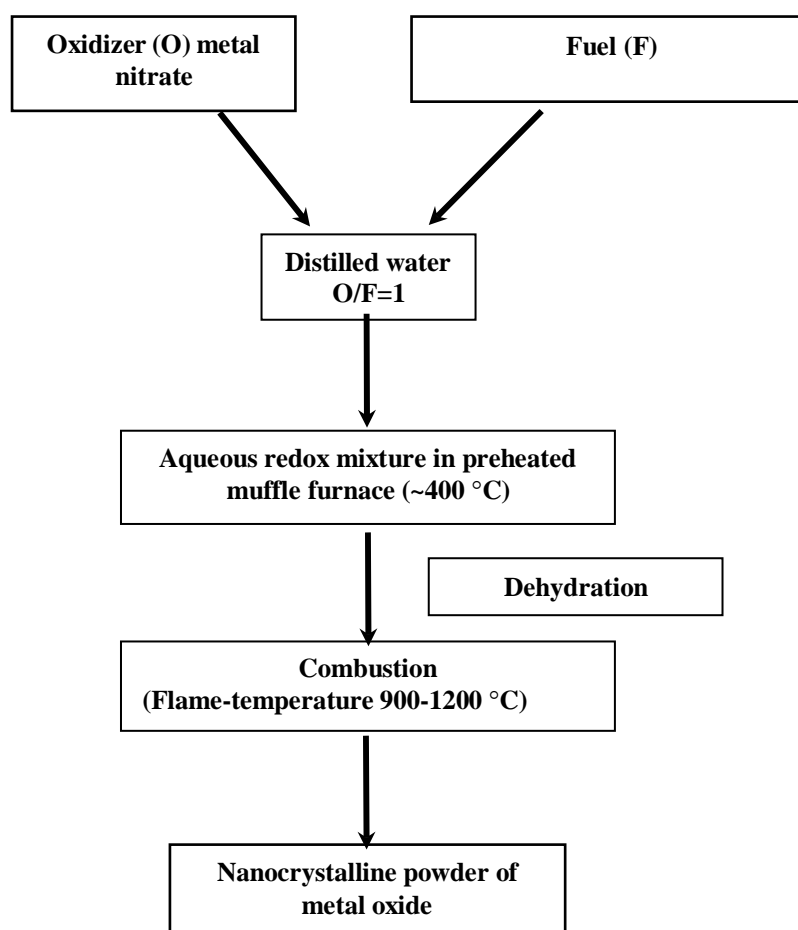 Oxidizer (O) metal
nitrate
Fuel (F)
Distilled water
O/F=1
Aqueous redox mixture in preheated
muffle furnace (~400 °C)
Dehydration
Combustion
(Flame-temperature 900-1200 °C)
Nanocrystalline powder of
metal oxide